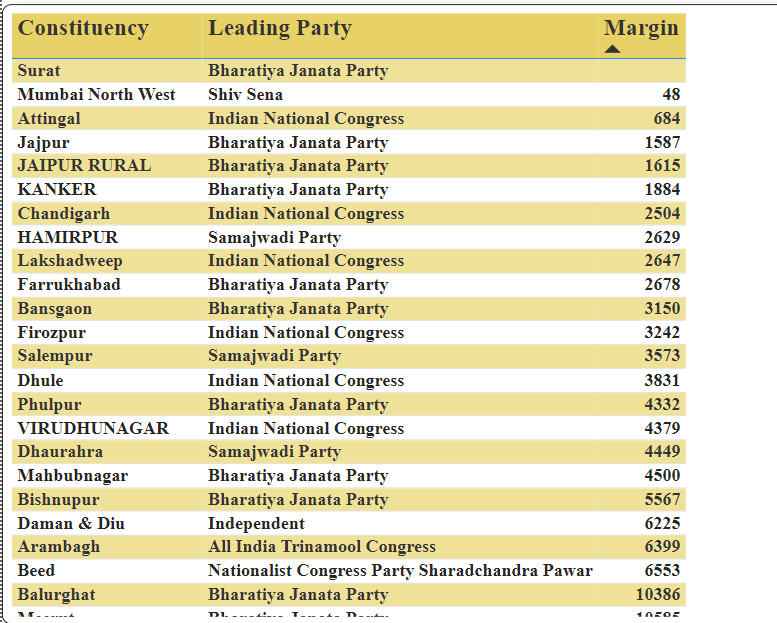 Constituency Leading Party Margin
Surat Bharatiya Janata Party
Mumbai North West Shiv Sena 48
Attingal Indian National Congress 684
Jajpur Bharatiya Janata Party 1587
JAIPUR RURAL Bharatiya Janata Party 1615
KANKER Bharatiya Janata Party 1884
Chandigarh Indian National Congress 2504
HAMIRPUR Samajwadi Party 2629
Lakshadweep Indian National Congress 2647
Farrukhabad Bharatiya Janata Party 2678
Bansgaon Bharatiya Janata Party 3150
Firozpur Indian National Congress 3242
Salempur Samajwadi Party 3573
Dhule Indian National Congress 3831
Phulpur Bharatiya Janata Party 4332
VIRUDHUNAGAR Indian National Congress 4379
Dhaurahra Samajwadi Party 4449
Mahbubnagar Bharatiya Janata Party 4500
Bishnupur Bharatiya Janata Party 5567
Daman & Diu Independent 6225
Arambagh All India Trinamool Congress 6399
Beed Nationalist Congress Party Sharadchandra Pawar 6553
Balurghat Bharatiya Janata Party 10386